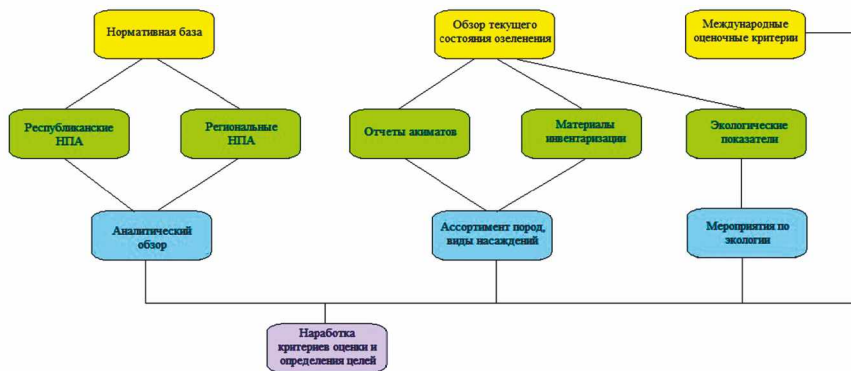 Нормативная база
Обзор текущего
состояния озеленения
Международные
оценочные критерии
Республиканские
НПА
Региональные
НПА
Отчеты акиматов
Материалы
инвентаризации
Экологические
показатели
Аналитический
обзор
Ассортимент пород,
виды насаждений
Мероприятия по
экологии
Наработка
критериев оценки и
определения целей